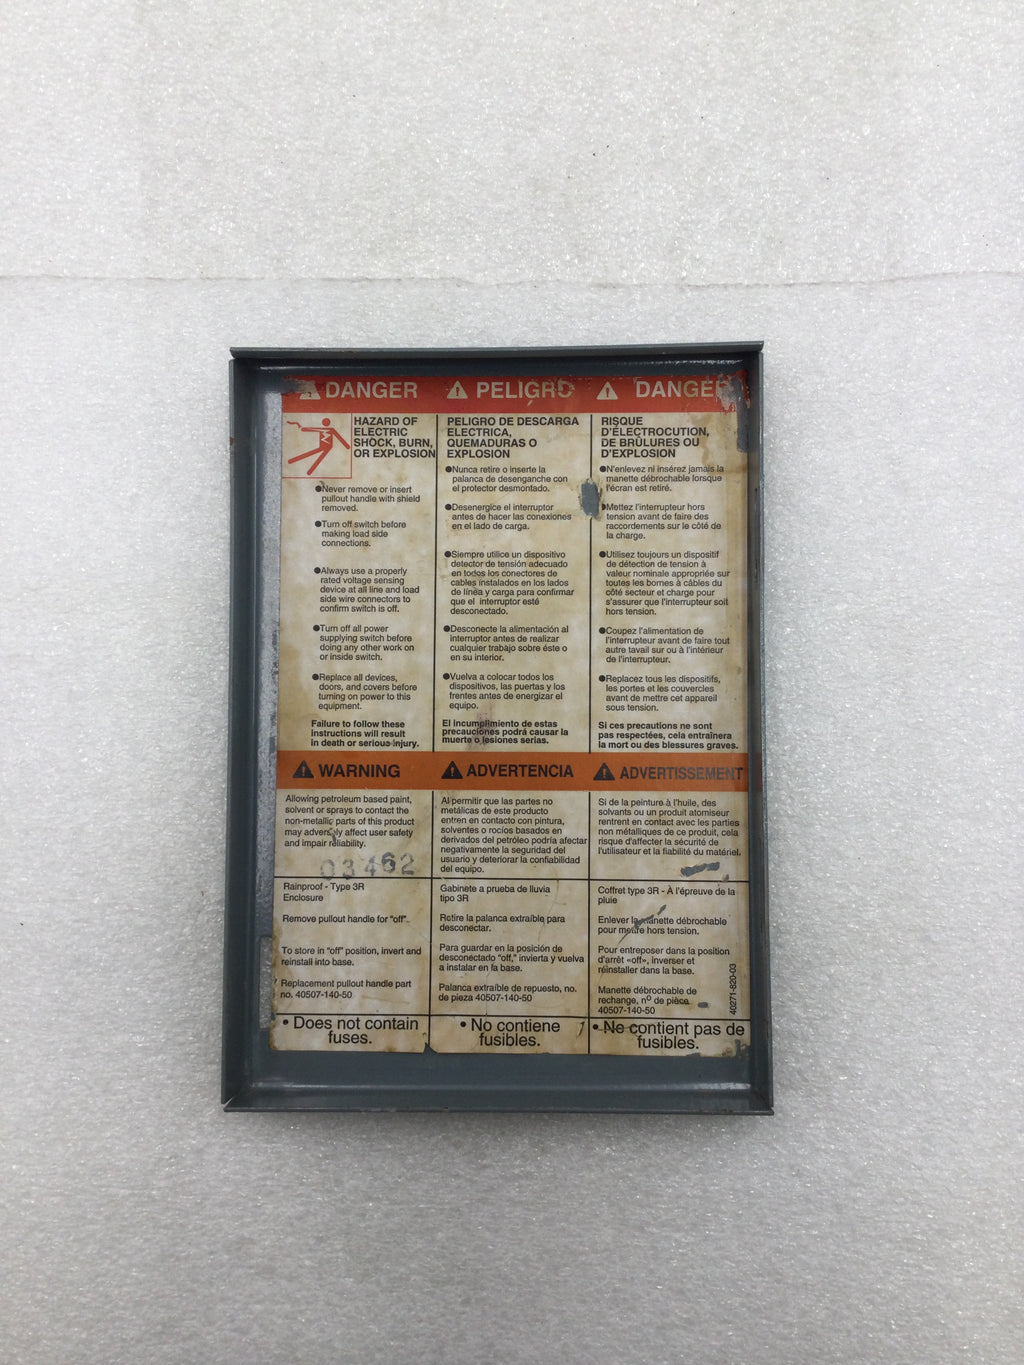 DANGER
HAZARD OF
ELECTRIC
SHOCK, BURN,
OR EXPLOSION
●Never remove or insert
pullout handle with shield
removed.
●Turn off switch before
making load side
connections.
●Always use a properly
rated voltage sensing
device at all line and load
side wire connectors to
confirm switch is off.
●Turn off all power
supplying switch before
doing any other work on
or inside switch.
●Replace all devices,
doors, and covers before
turning on power to this
equipment.
Failure to follow these
instructions will result
in death or serious injury.
PELIGRO
PELIGRO DE DESCARGA
ELECTRICA,
QUEMADURAS O
EXPLOSION
●Nunca retire o inserte la
palanca de desenganche con
el protector desmontado.
●Desenergice el interruptor
antes de hacer las conexiones
en el lado de carga.
●Siempre utilice un dispositivo
detector de tensión adecuado
en todos los conectores de
cables instalados en los lados
de línea y carga para confirmar
que el interruptor esté
desconectado.
●Desconecte la alimentación al
interruptor antes de realizar
cualquier trabajo sobre éste o
en su interior.
●Vuelva a colocar todos los
dispositivos, las puertas y los
frentes antes de energizar el
equipo.
El incumplimiento de estas
precauciones podrá causar la
muerte o lesiones serias.
DANGER
RISQUE
D'ÉLECTROCUTION,
DE BRÛLURES OU
D'EXPLOSION
●N'enlevez ni insérez jamais la
manette débrochable lorsque
l'écran est retiré.
●Mettez l'interrupteur hors
tension avant de faire des
raccordements sur le côté de
la charge.
●Utilisez toujours un dispositif
de détection de tension à
valeur nominale appropriée sur
toutes les bornes à câbles du
côté secteur et charge pour
s'assurer que l'interrupteur soit
hors tension.
●Coupez l'alimentation de
l'interrupteur avant de faire tout
autre tavail sur ou à l'intérieur
de l'interrupteur.
●Replacez tous les dispositifs,
les portes et les couvercles
avant de mettre cet appareil
sous tension.
Si ces precautions ne sont
pas respectées, cela entraînera
la mort ou des blessures graves.
WARNING
Allowing petroleum based paint,
solvent or sprays to contact the
non-metallic parts of this product
may adversely affect user safety
and impair reliability.
03462
ADVERTENCIA
Al permitir que las partes no
metálicas de este producto
entren en contacto con pintura,
solventes o rocíos basados en
derivados del petróleo podría afectar
negativamente la seguridad del
usuario y deteriorar la confiabilidad
del equipo.
ADVERTISSEMENT
Si de la peinture à l'huile, des
solvants ou un produit atomiseur
rentrent en contact avec les parties
non métalliques de ce produit, cela
risque d'affecter la sécurité de
l'utilisateur et la fiabilité du matériel.
Rainproof - Type 3R
Enclosure
Remove pullout handle for "off".
To store in "off" position, invert and
reinstall into base.
Replacement pullout handle part
no. 40507-140-50
Gabinete a prueba de lluvia
tipo 3R
Retire la palanca extraíble para
desconectar.
Para guardar en la posición de
desconectado "off," invierta y vuelva
a instalar en la base.
Palanca extraíble de repuesto, no.
de pieza 40507-140-50
Coffret type 3R - À l'épreuve de la
pluie
Enlever la manette débrochable
pour mettre hors tension.
Pour entreposer dans la position
d'arrêt «off», inverser et
réinstaller dans la base.
Manette débrochable de
rechange, nº de pièce
40507-140-50
40271-820-03
• Does not contain
fuses.
• No contiene
fusibles.
• Ne contient pas de
fusibles.